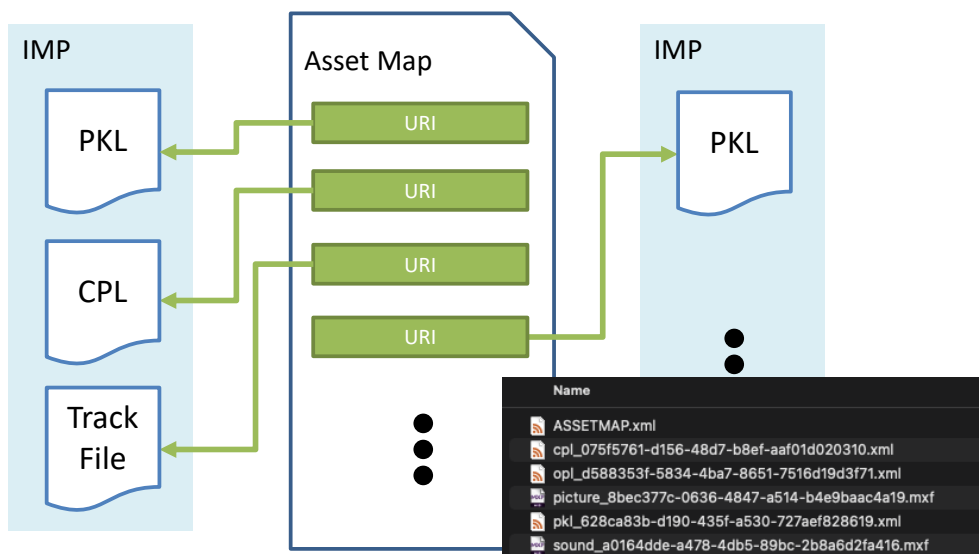 IMP
PKL
CPL
Track
File
Asset Map
URI
URI
URI
URI
IMP
PKL
Name
ASSETMAP.xml
cpl_075f5761-d156-48d7-b8ef-aaf01d020310.xml
opl_d588353f-5834-4ba7-8651-7516d19d3f71.xml
picture_8bec377c-0636-4847-a514-b4e9baac4a19.mxf
pkl_628ca83b-d190-435f-a530-727aef828619.xml
sound_a0164dde-a478-4db5-89bc-2b8a6d2fa416.mxf